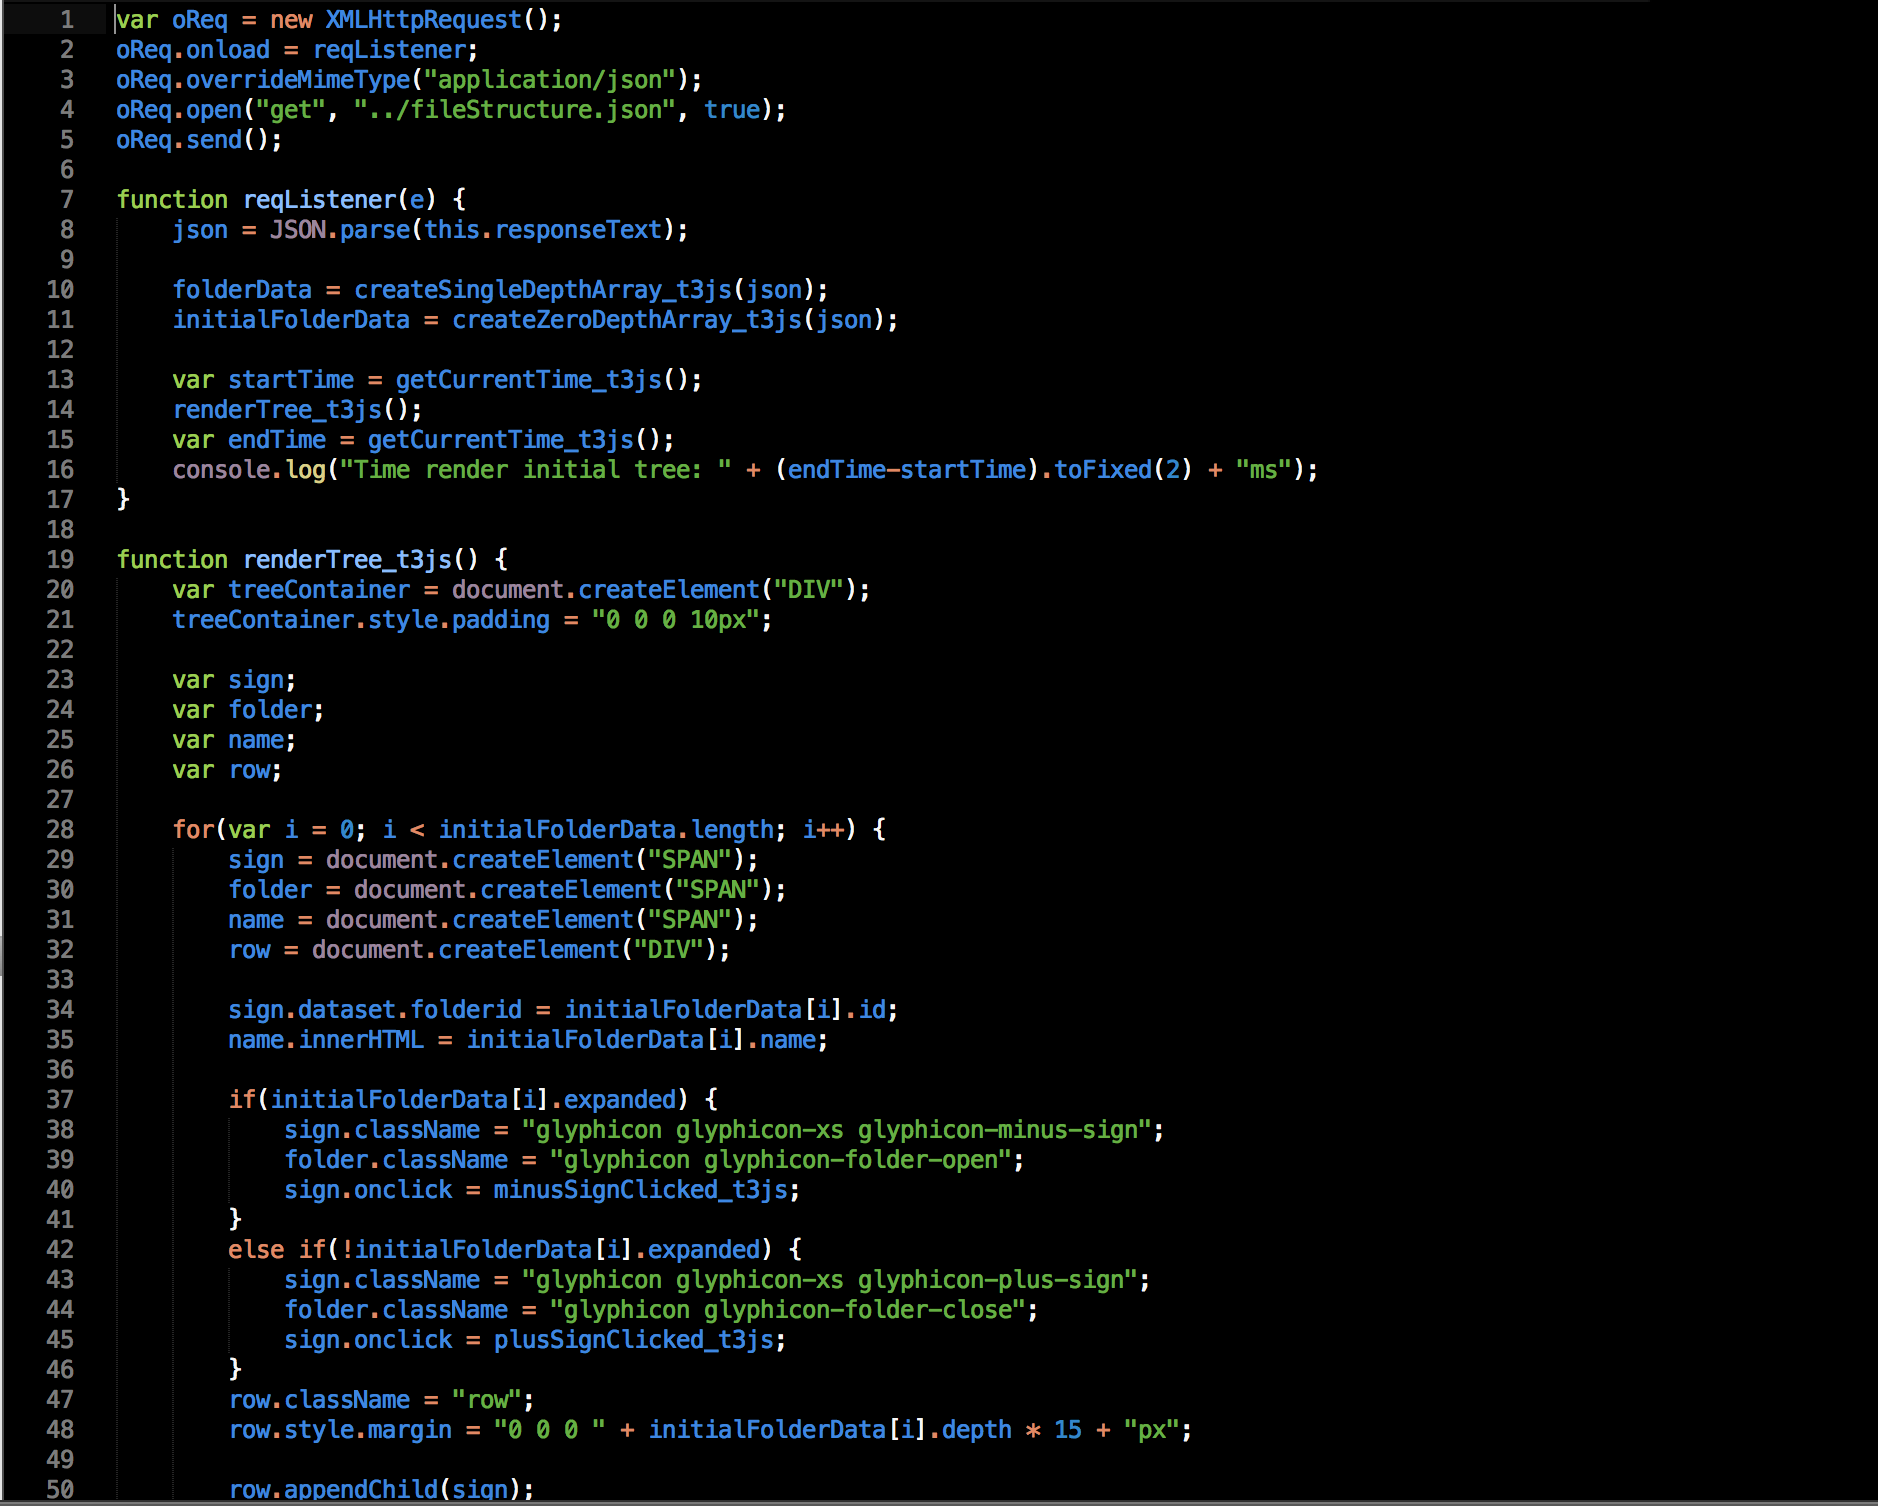 1 var oReq = new XMLHttpRequest();
2 oReq.onload = reqListener;
3 oReq.overrideMimeType("application/json");
4 oReq.open("get", "../fileStructure.json", true);
5 oReq.send();
6
7 function reqListener(e) {
8     json = JSON.parse(this.responseText);
9
10     folderData = createSingleDepthArray_t3js(json);
11     initialFolderData = createZeroDepthArray_t3js(json);
12
13     var startTime = getCurrentTime_t3js();
14     renderTree_t3js();
15     var endTime = getCurrentTime_t3js();
16     console.log("Time render initial tree: " + (endTime-startTime).toFixed(2) + "ms");
17 }
18
19 function renderTree_t3js() {
20     var treeContainer = document.createElement("DIV");
21     treeContainer.style.padding = "0 0 0 10px";
22
23     var sign;
24     var folder;
25     var name;
26     var row;
27
28     for(var i = 0; i < initialFolderData.length; i++) {
29         sign = document.createElement("SPAN");
30         folder = document.createElement("SPAN");
31         name = document.createElement("SPAN");
32         row = document.createElement("DIV");
33
34         sign.dataset.folderid = initialFolderData[i].id;
35         name.innerHTML = initialFolderData[i].name;
36
37         if(initialFolderData[i].expanded) {
38             sign.className = "glyphicon glyphicon-xs glyphicon-minus-sign";
39             folder.className = "glyphicon glyphicon-folder-open";
40             sign.onclick = minusSignClicked_t3js;
41         }
42         else if(!initialFolderData[i].expanded) {
43             sign.className = "glyphicon glyphicon-xs glyphicon-plus-sign";
44             folder.className = "glyphicon glyphicon-folder-close";
45             sign.onclick = plusSignClicked_t3js;
46         }
47         row.className = "row";
48         row.style.margin = "0 0 0 " + initialFolderData[i].depth * 15 + "px";
49
50         row.appendChild(sign);